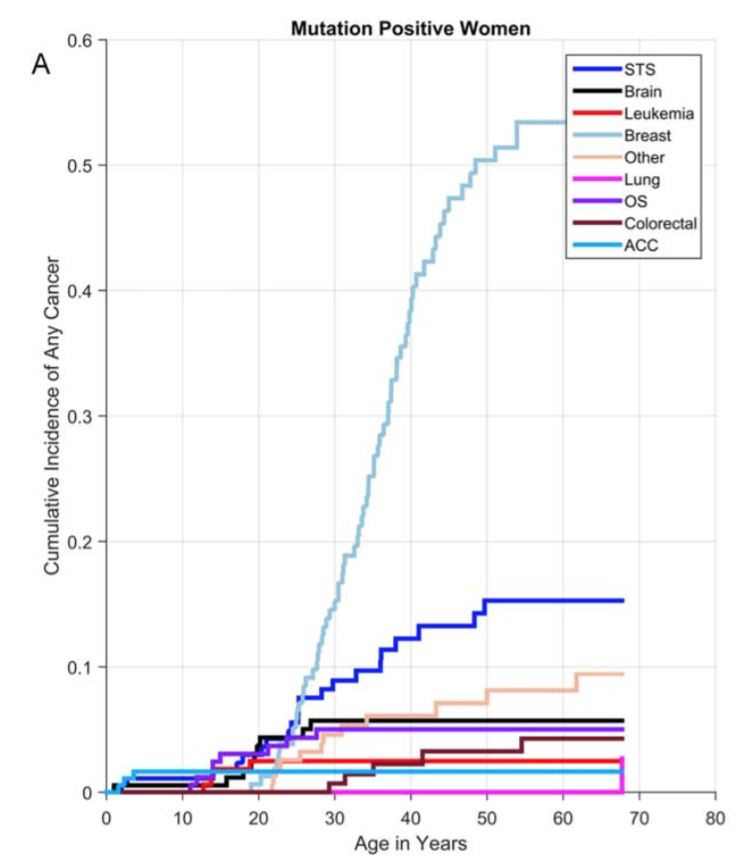 Mutation Positive Women
A
0.6
0.5
0.4
0.3
0.2
0.1
0
Cumulative Incidence of Any Cancer
STS
Brain
Leukemia
Breast
Other
Lung
OS
Colorectal
ACC
0 10 20 30 40 50 60 70 80
Age in Years